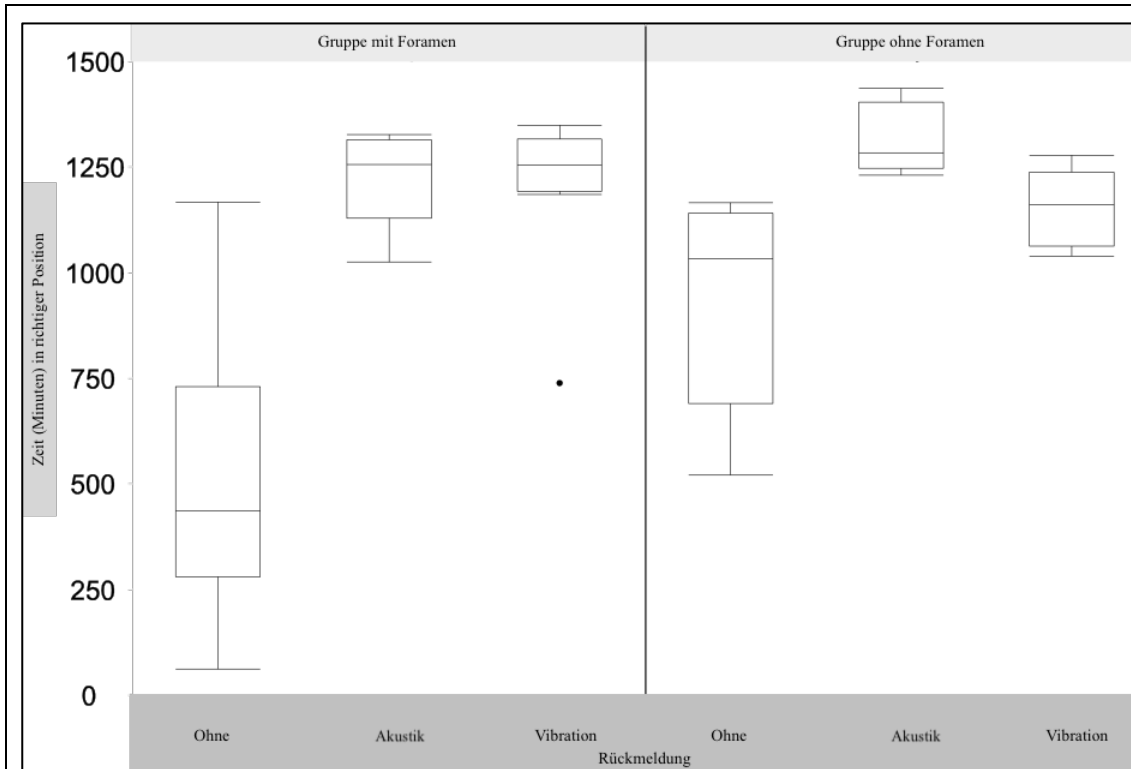 Gruppe mit Foramen
Gruppe ohne Foramen
1500
1250
1000
750
500
250
0
Zeit (Minuten) in richtiger Position
Ohne
Akustik
Vibration
Ohne
Akustik
Vibration
Rückmeldung